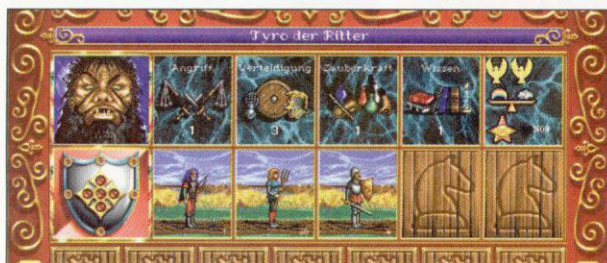 Tyro der Ritter
Angriff Verteidigung Zauberkraft Wissen
1 3 1 1